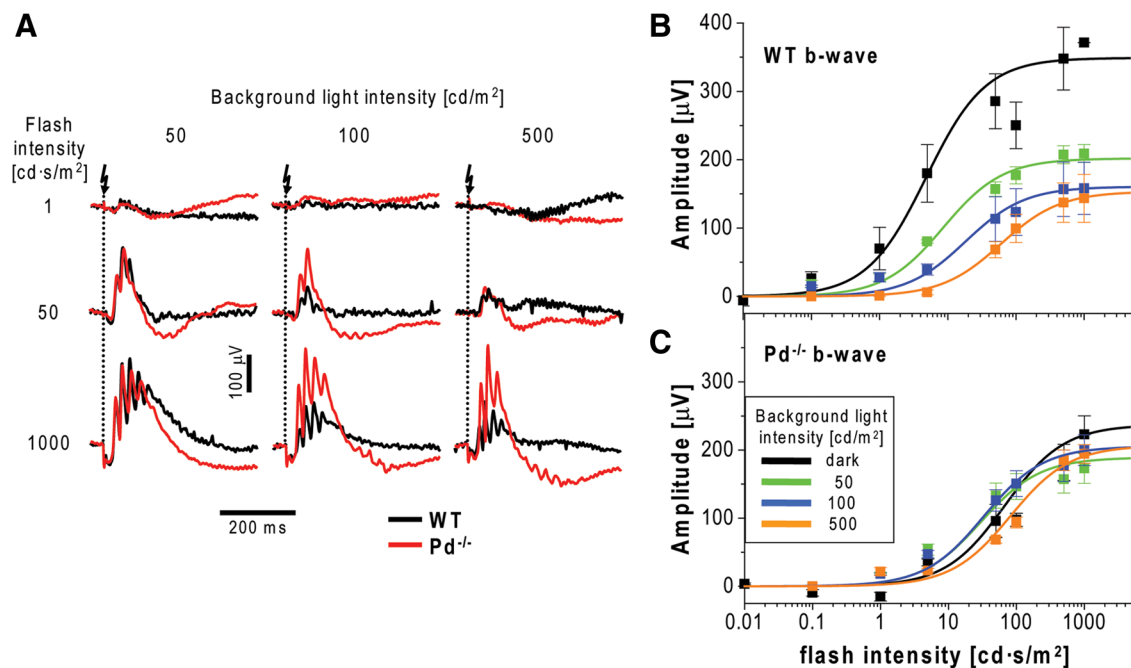 A
Background light intensity [cd/m²]
Flash
intensity
[cd·s/m²]
50
100
500
1
50
1000
100 µV
200 ms
WT
Pd⁻/⁻
B
WT b-wave
Amplitude [µV]
400
300
200
100
0
C
Pd⁻/⁻ b-wave
Amplitude [µV]
300
200
100
0
Background light
intensity [cd/m²]
dark
50
100
500
0.01
0.1
1
10
100
1000
flash intensity [cd·s/m²]